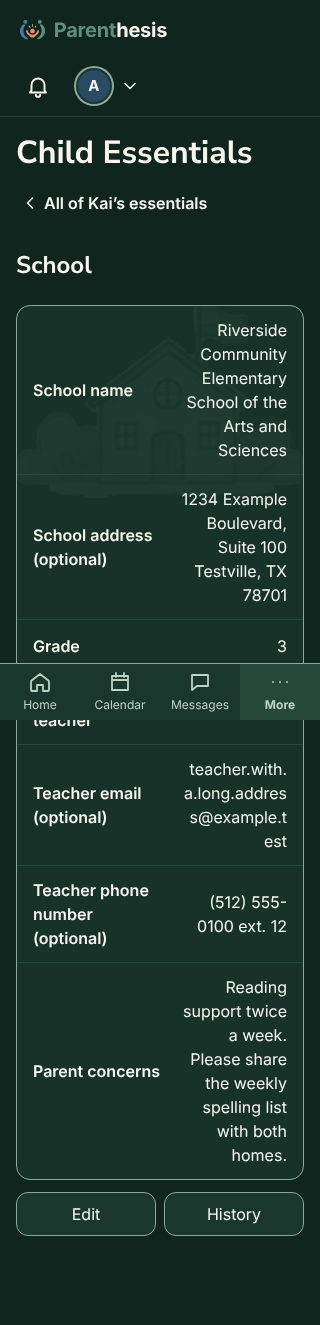 Parenthesis
A
Child Essentials
All of Kai’s essentials
School
School name
Riverside
Community
Elementary
School of the
Arts and
Sciences
School address
(optional)
1234 Example
Boulevard,
Suite 100
Testville, TX
78701
Grade
3
Home
Calendar
Messages
More
teacher
Teacher email
(optional)
teacher.with.
a.long.addres
s@example.t
est
Teacher phone
number
(optional)
(512) 555-
0100 ext. 12
Parent concerns
Reading
support twice
a week.
Please share
the weekly
spelling list
with both
homes.
Edit
History